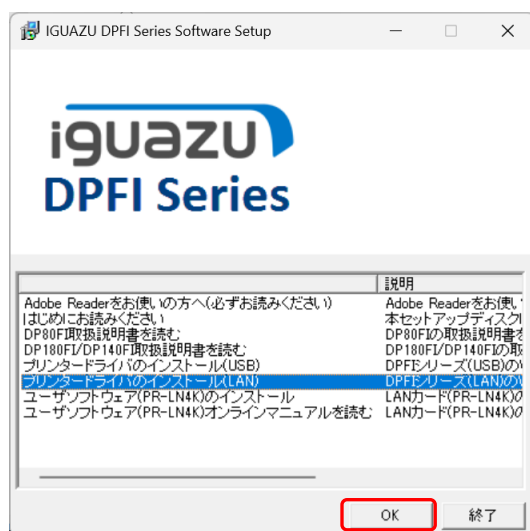 IGUAZU DPFI Series Software Setup
iguazu
DPFI Series
説明
Adobe Readerをお使いの方へ(必ずお読みください) Adobe Readerをお使い
はじめにお読みください 本セットアップディスク
DP80FI取扱説明書を読む DP80FIの取扱説明書を
DP180FI/DP140FI取扱説明書を読む DP180FI/DP140FIの取
プリンタードライバのインストール(USB) DPFIシリーズ(USB)の
プリンタードライバのインストール(LAN) DPFIシリーズ(LAN)の
ユーザソフトウェア(PR-LN4K)のインストール LANカード(PR-LN4K)の
ユーザソフトウェア(PR-LN4K)オンラインマニュアルを読む LANカード(PR-LN4K)の
OK 終了